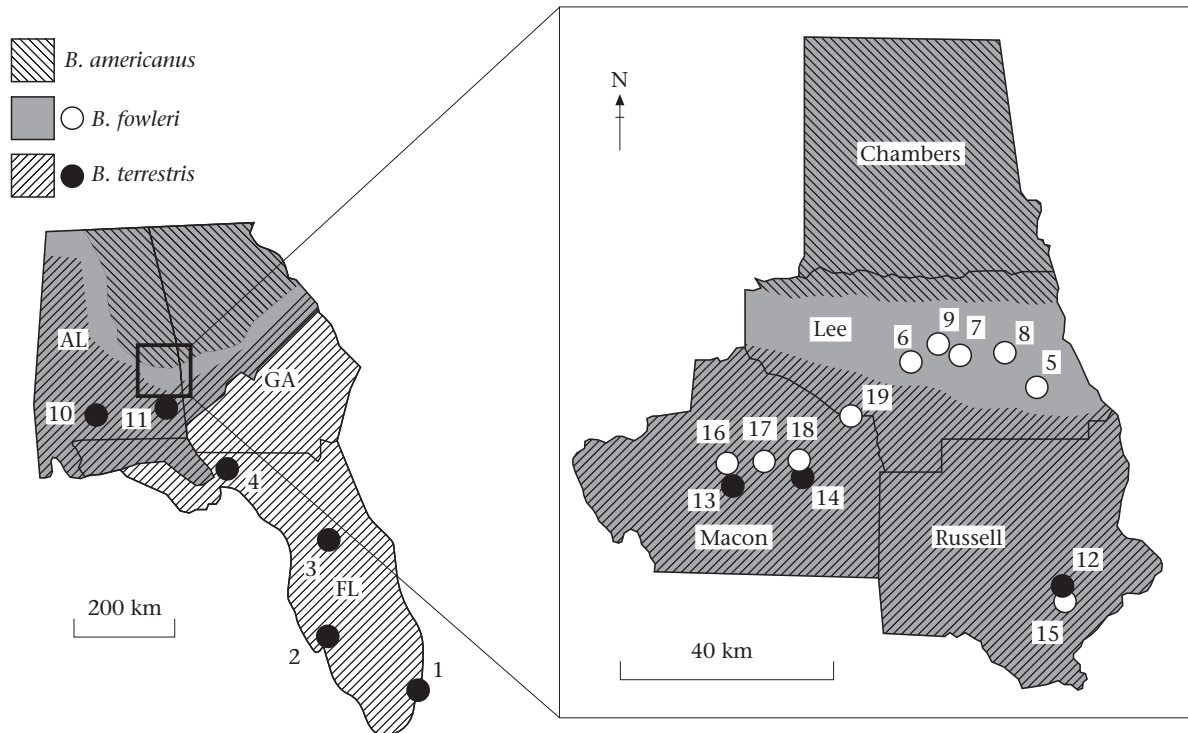 B. americanus
B. fowleri
B. terrestris
N
Chambers
AL
GA
10
11
4
3
FL
2
1
200 km
Lee
6
9
7
8
5
19
16
17
18
13
14
Macon
Russell
12
15
40 km